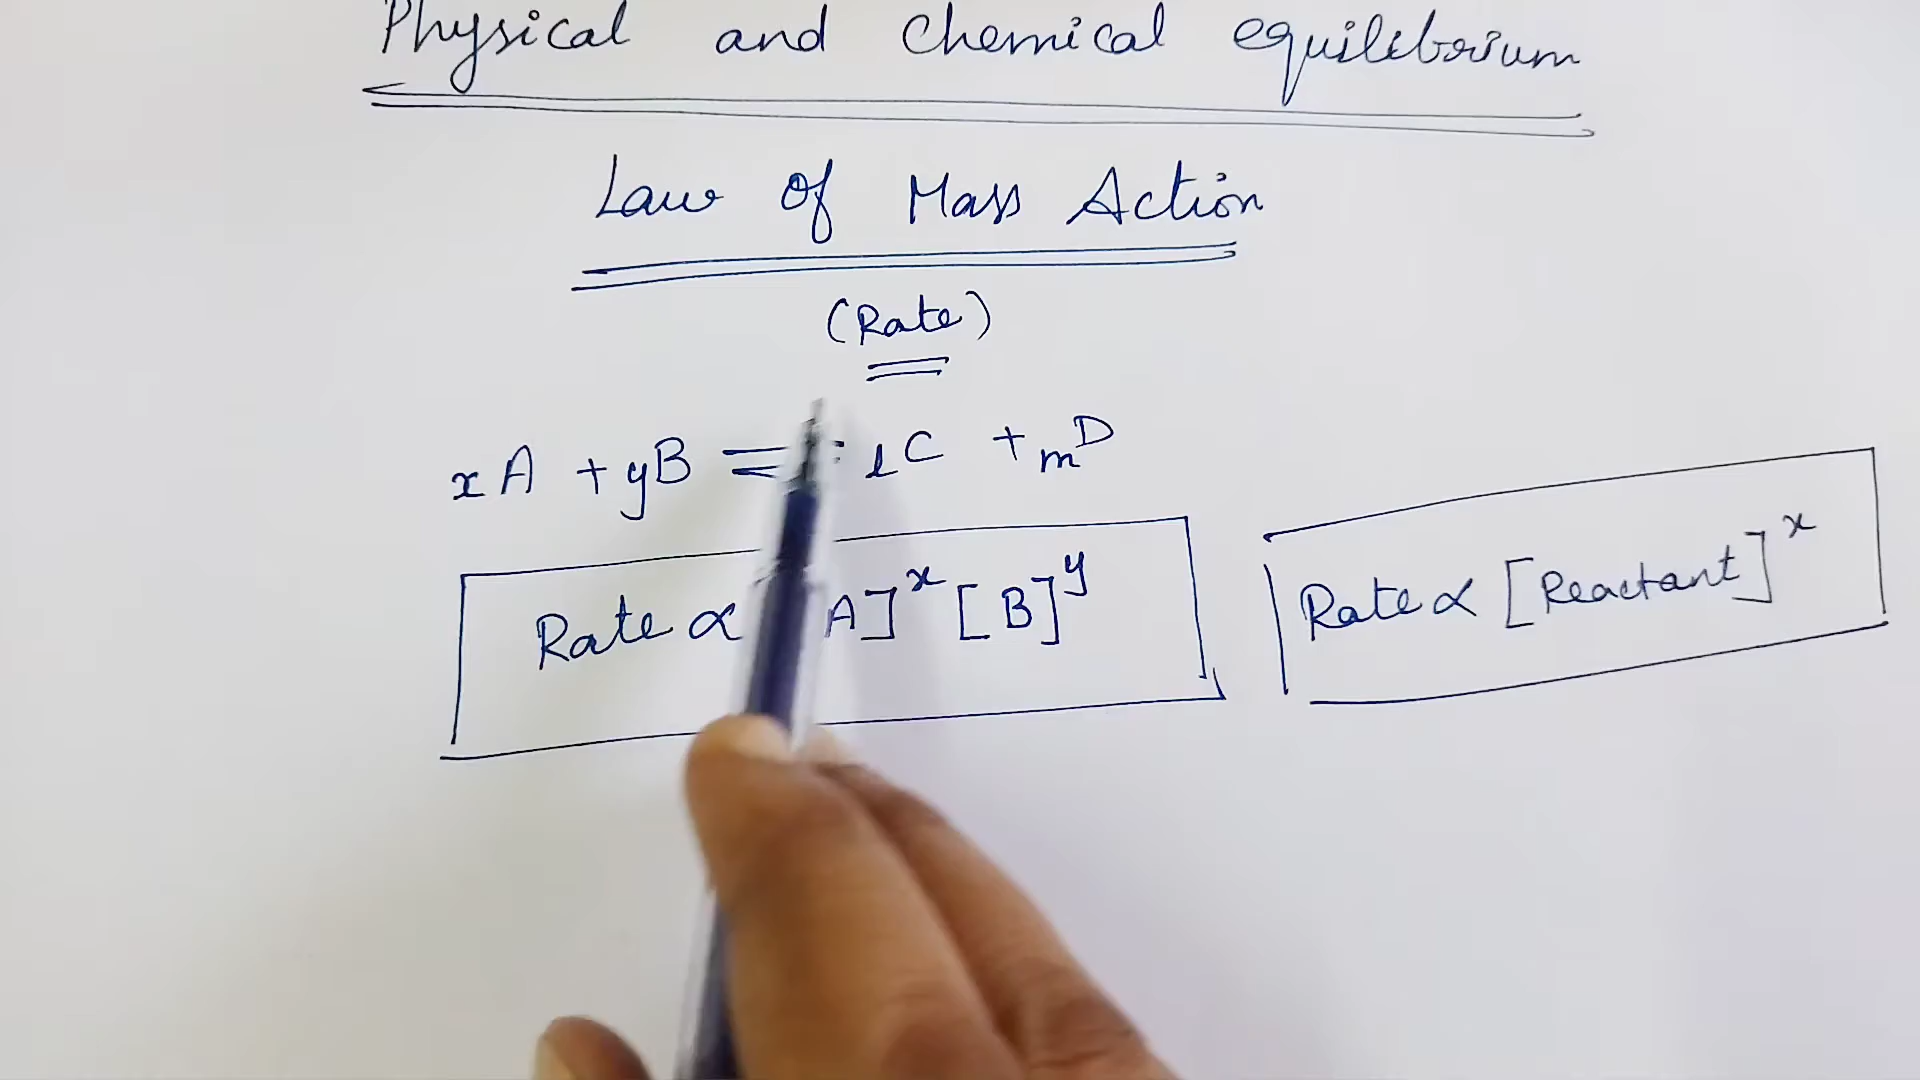 Physical and Chemical equilibrium
Law Of Mass Action
(Rate)
xA + yB ⇌ lC + mD
Rate ∝ [A]^x [B]^y
Rate ∝ [Reactant]^x